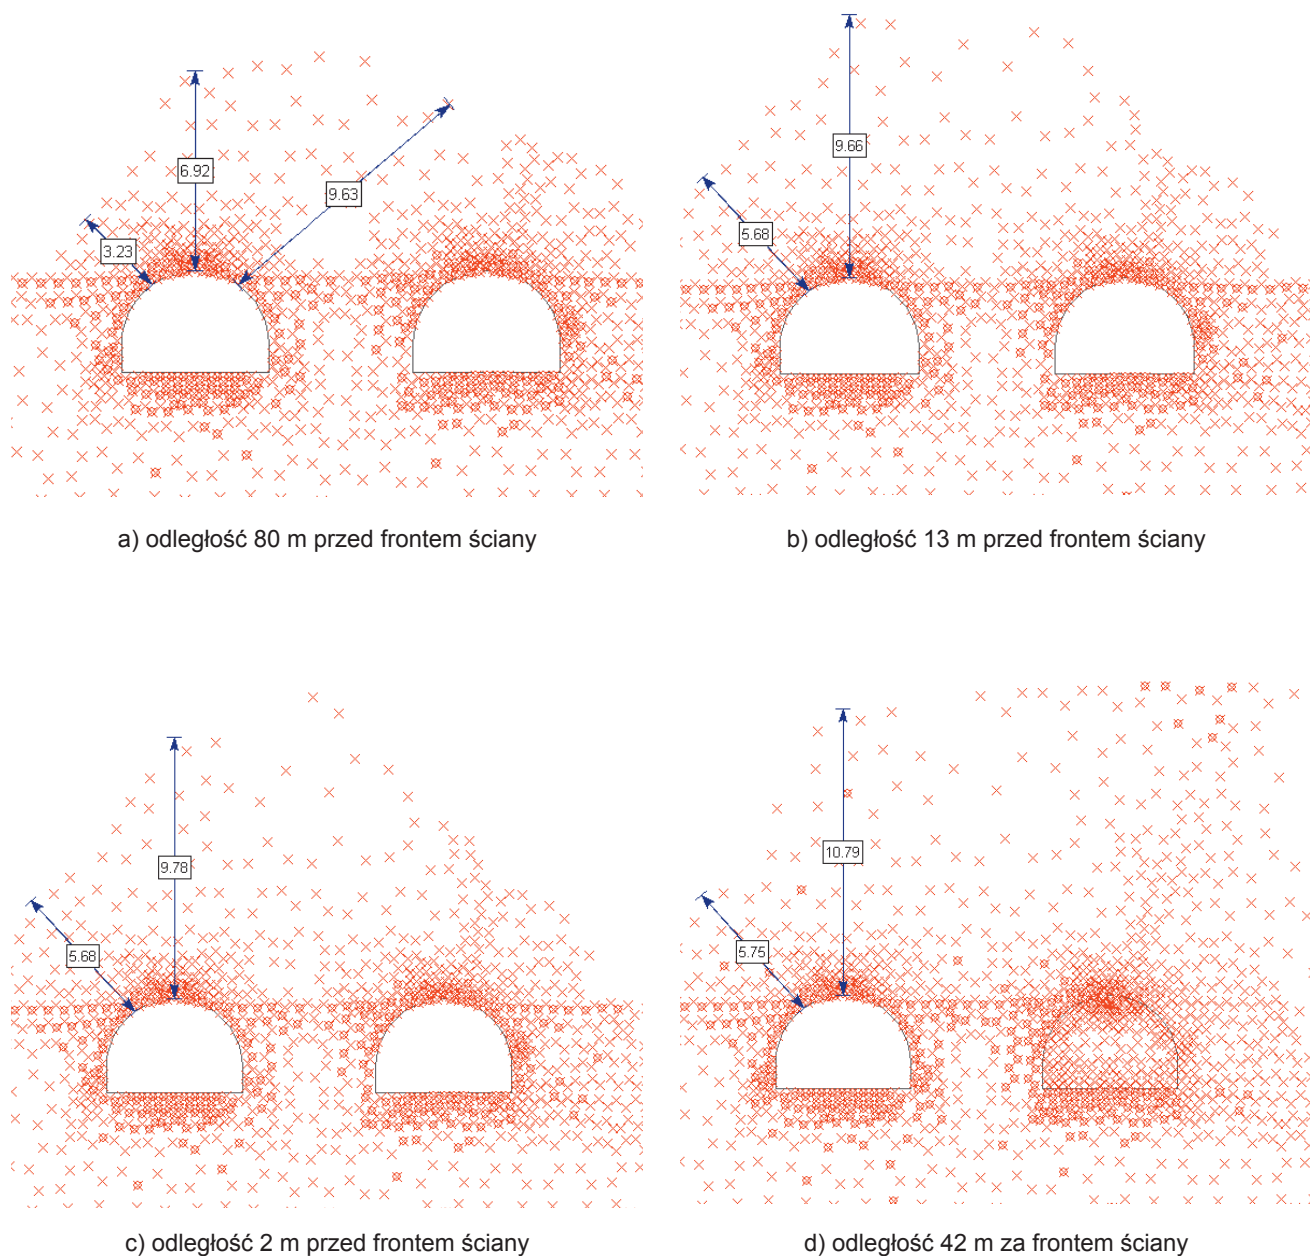 6.92
9.63
3.23
a) odległość 80 m przed frontem ściany
9.66
5.68
b) odległość 13 m przed frontem ściany
9.78
5.68
c) odległość 2 m przed frontem ściany
10.79
5.75
d) odległość 42 m za frontem ściany